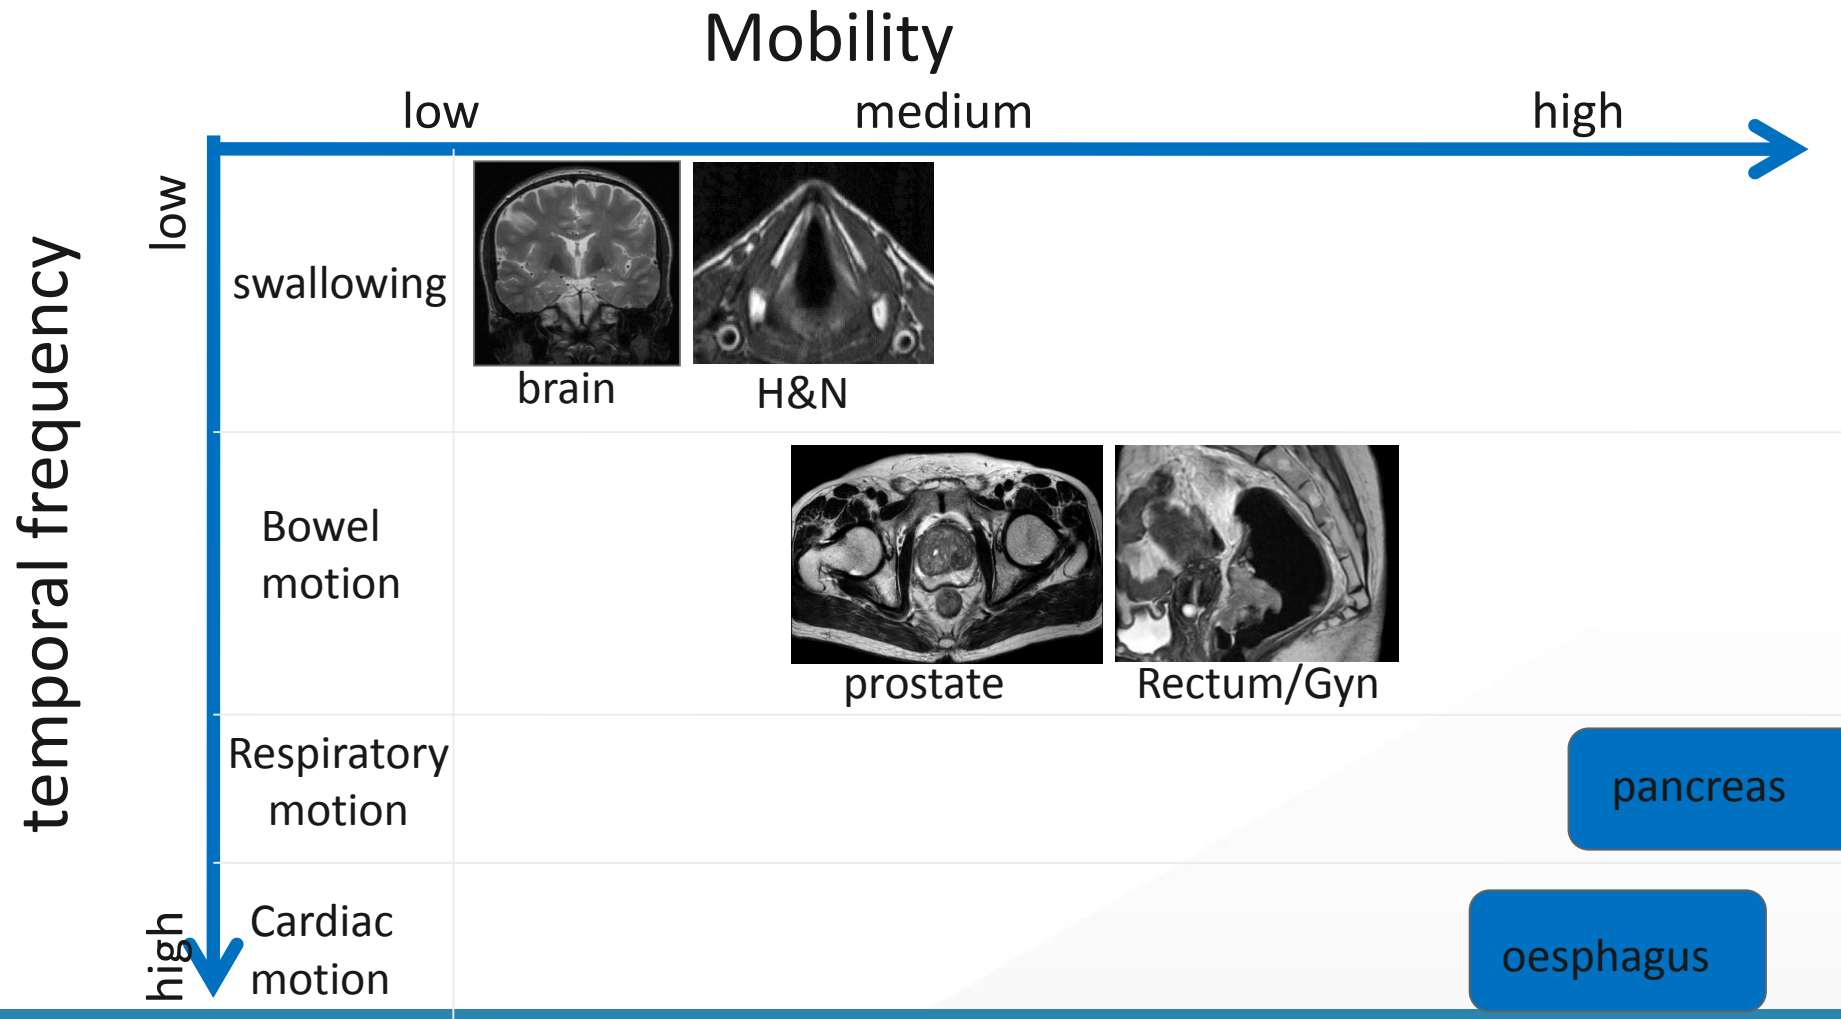 Mobility
low
medium
high
temporal frequency
low
swallowing
brain
H&N
Bowel
motion
prostate
Rectum/Gyn
Respiratory
motion
pancreas
high
Cardiac
motion
oesphagus